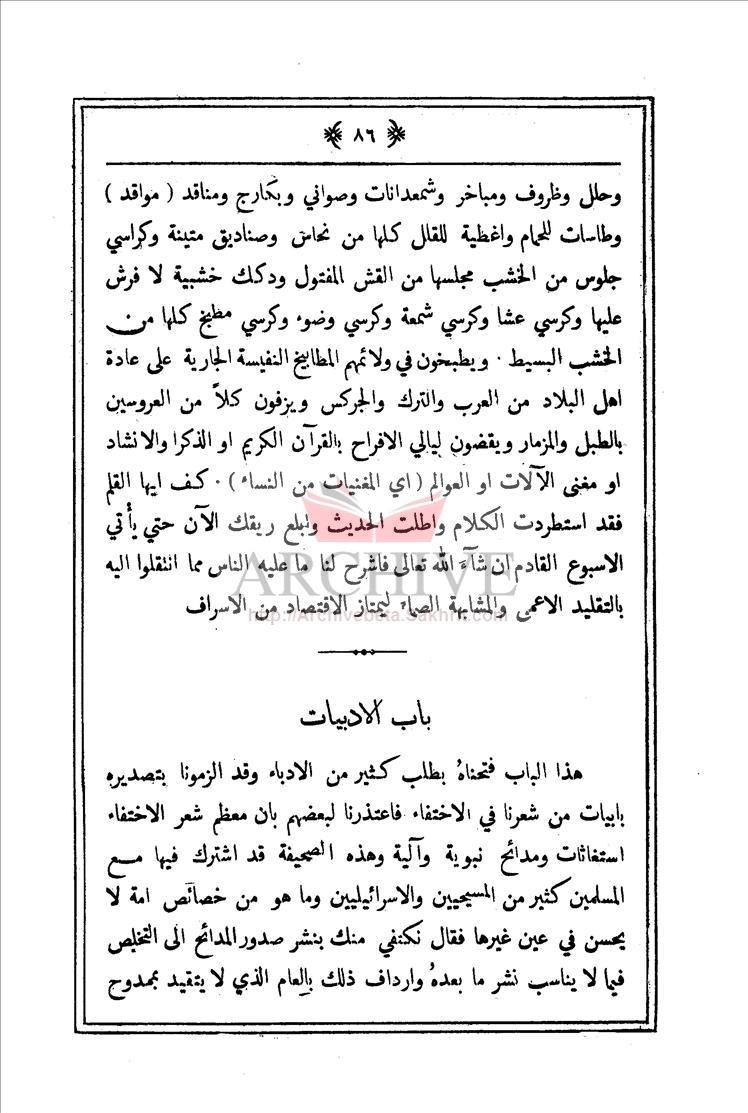 ٨٦
وحلل وظروف ومباخر وشمعدانات وصواني وبكارج ومناقد ( مواقد )
وطاسات للحمام واغطية للقلل كلها من نحاس وصناديق متينة وكراسي
جلوس من الخشب مجلسها من القش المفتول ودكك خشبية لا فرش
عليها وكرسي عشا وكرسي شمعة وكرسي وضوء وكرسي مطبخ كلها من
الخشب البسيط · ويطبخون في ولائمهم المطابيخ النفيسة الجارية على عادة
اهل البلاد من العرب والترك والجركس ويزفون كلاً من العروسين
بالطبل والمزمار ويقضون ليالي الافراح بالقرآن الكريم او الذكر او الانشاد
او مغنى الآلات او العوالم ( اي المغنيات من النساء ) · كف ايها القلم
فقد استطردت الكلام واطلت الحديث وابلع ريقك الآن حتي يأتي
الاسبوع القادم ان شآء الله تعالى فاشرح لنا ما عليه الناس مما انتقلوا اليه
بالتقليد الاعمى والمشابهة الصماء ليمتاز الاقتصاد من الاسراف
ARCHIVE
http://Archivebeta.Sakhrit.com
باب الادبيات
هذا الباب فتحناهُ بطلب كثير من الادباء وقد الزمونا بتصديره
بابيات من شعرنا في الاختفاء فاعتذرنا لبعضهم بان معظم شعر الاختفاء
استغاثات ومدائح نبوية وآلية وهذه الصحيفة قد اشترك فيها مع
المسلمين كثير من المسيحيين والاسرائيليين وما هو من خصائص امة لا
يحسن في عين غيرها فقال نكتفي منك بنشر صدور المدائح الى التخلص
فيما لا يناسب نشر ما بعدهُ وارداف ذلك بالعام الذي لا يتقيد بممدوح